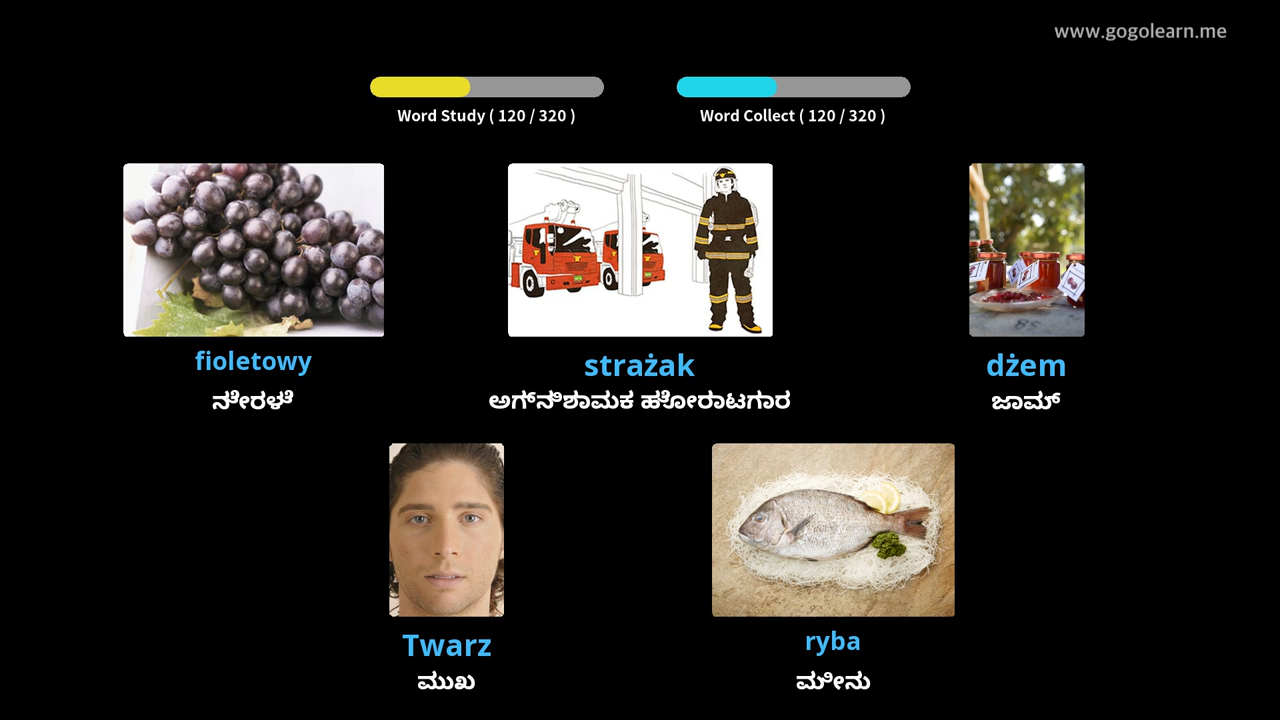 www.gogolearn.me
Word Study ( 120 / 320 )
Word Collect ( 120 / 320 )
fioletowy
ನೇರಳೆ
strażak
ಅಗ್ನಿಶಾಮಕ ಹೋರಾಟಗಾರ
dżem
ಜಾಮ್
Twarz
ಮುಖ
ryba
ಮೀನು